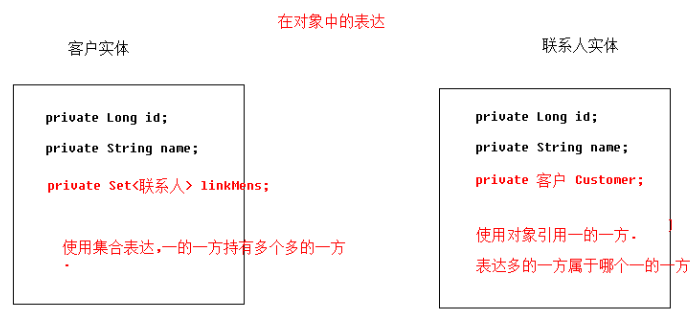 在对象中的表达
客户实体
private Long id;
private String name;
private Set<联系人> linkMens;
使用集合表达,一的一方持有多个多的一方
.
联系人实体
private Long id;
private String name;
private 客户 Customer;
使用对象引用一的一方.
表达多的一方属于哪个一的一方